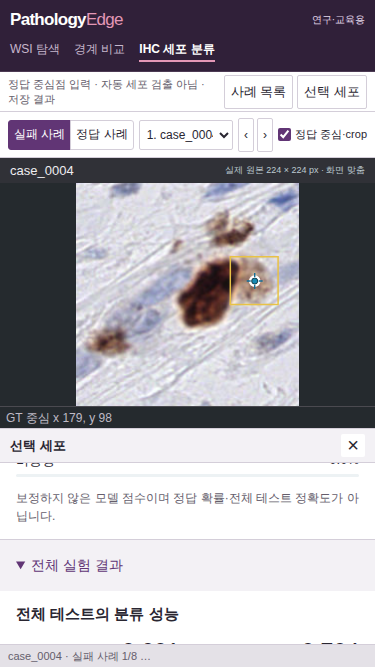 PathologyEdge
연구·교육용
WSI 탐색 경계 비교 IHC 세포 분류
정답 중심점 입력 · 자동 세포 검출 아님 ·
저장 결과
사례 목록
선택 세포
실패 사례
정답 사례
1. case_0004
‹
›
정답 중심·crop
case_0004
실제 원본 224 × 224 px · 화면 맞춤
GT 중심 x 179, y 98
선택 세포
×
보정하지 않은 모델 점수이며 정답 확률·전체 테스트 정확도가 아
닙니다.
▼ 전체 실험 결과
전체 테스트의 분류 성능
case_0004 · 실패 사례 1/8 …